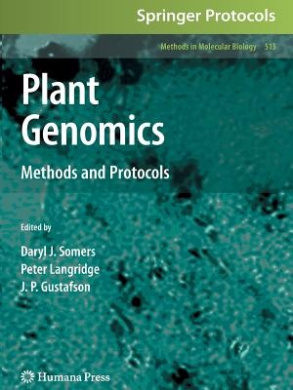 Springer Protocols
Methods in Molecular Biology 513
Plant
Genomics
Methods and Protocols
Edited by
Daryl J. Somers
Peter Langridge
J. P. Gustafson
Humana Press